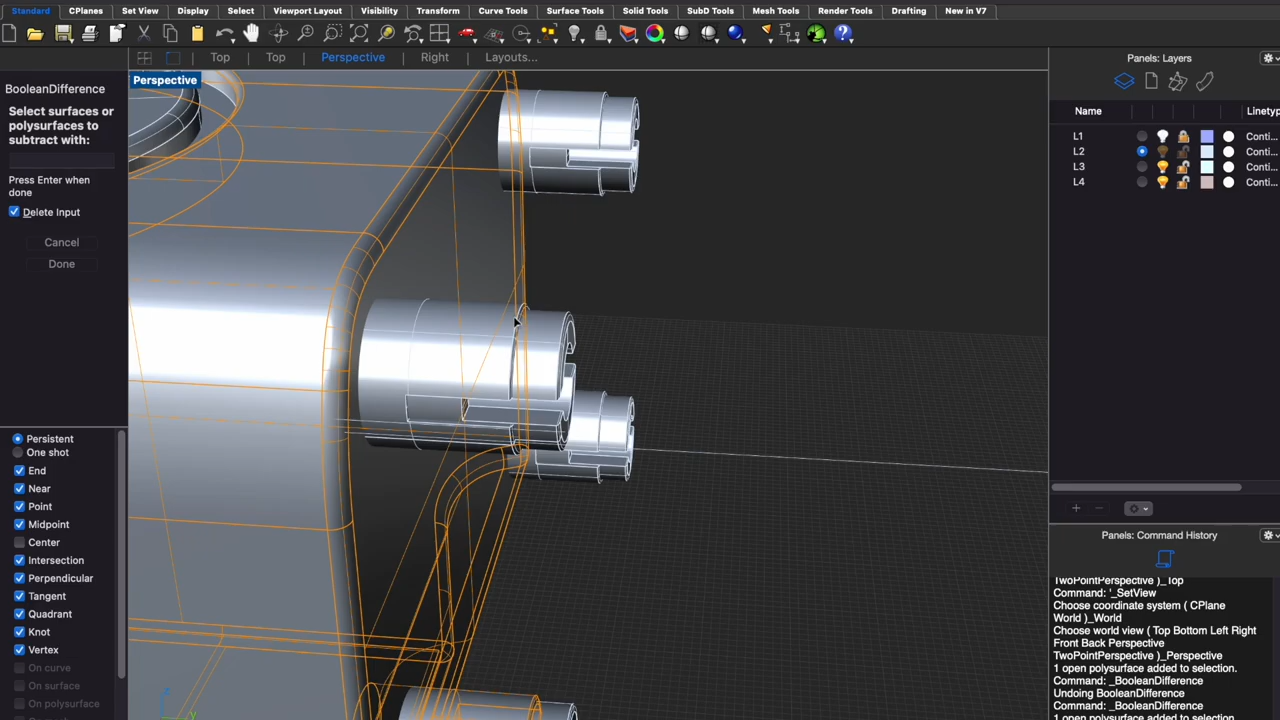 Standard CPlanes Set View Display Select Viewport Layout Visibility Transform Curve Tools Surface Tools Solid Tools SubD Tools Mesh Tools Render Tools Drafting New in V7
Top Top Perspective Right Layouts...
Perspective
BooleanDifference
Select surfaces or
polysurfaces to
subtract with:
Press Enter when
done
Delete Input
Cancel
Done
Persistent
One shot
End
Near
Point
Midpoint
Center
Intersection
Perpendicular
Tangent
Quadrant
Knot
Vertex
On curve
On surface
On polysurface
Panels: Layers
Name Linetyp
L1 Conti...
L2 Conti...
L3 Conti...
L4 Conti...
Panels: Command History
TwoPointPerspective )_Top
Command: '_SetView
Choose coordinate system ( CPlane
World )_World
Choose world view ( Top Bottom Left Right
Front Back Perspective
TwoPointPerspective )_Perspective
1 open polysurface added to selection.
Command: _BooleanDifference
Undoing BooleanDifference
Command: _BooleanDifference
1 open polysurface added to selection.